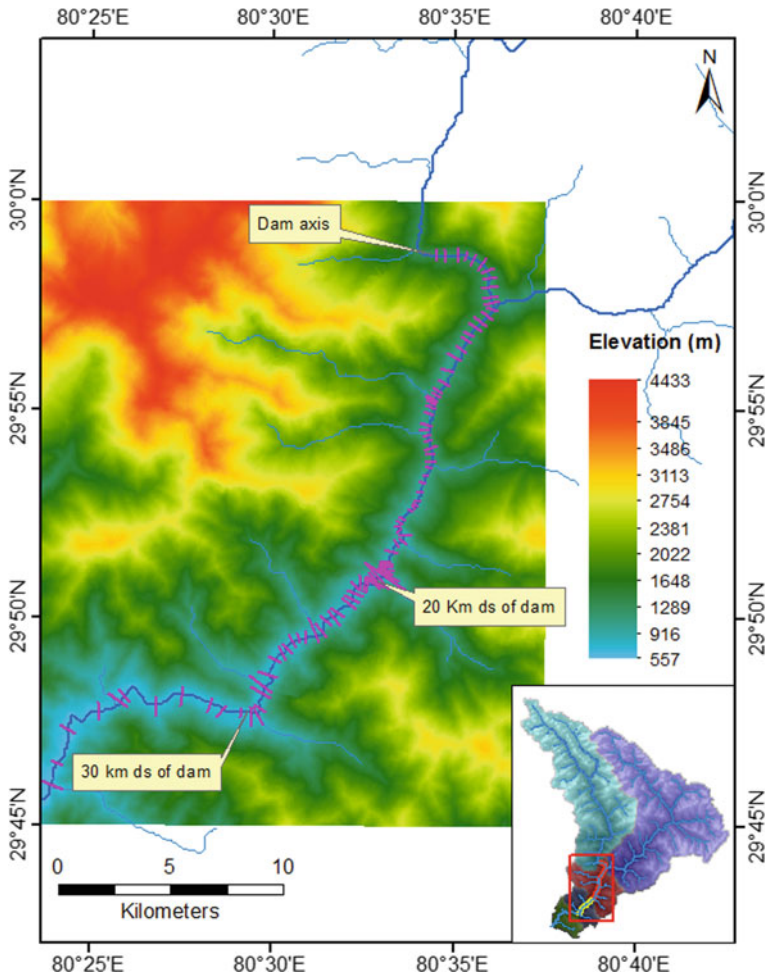 80°25'E 80°30'E 80°35'E 80°40'E
N
30°0'N
30°0'N
Dam axis
Elevation (m)
4433
3845
3486
3113
2754
2381
2022
1648
1289
916
557
29°55'N
29°55'N
20 Km ds of dam
29°50'N
29°50'N
30 km ds of dam
29°45'N
29°45'N
0 5 10
Kilometers
80°25'E 80°30'E 80°35'E 80°40'E